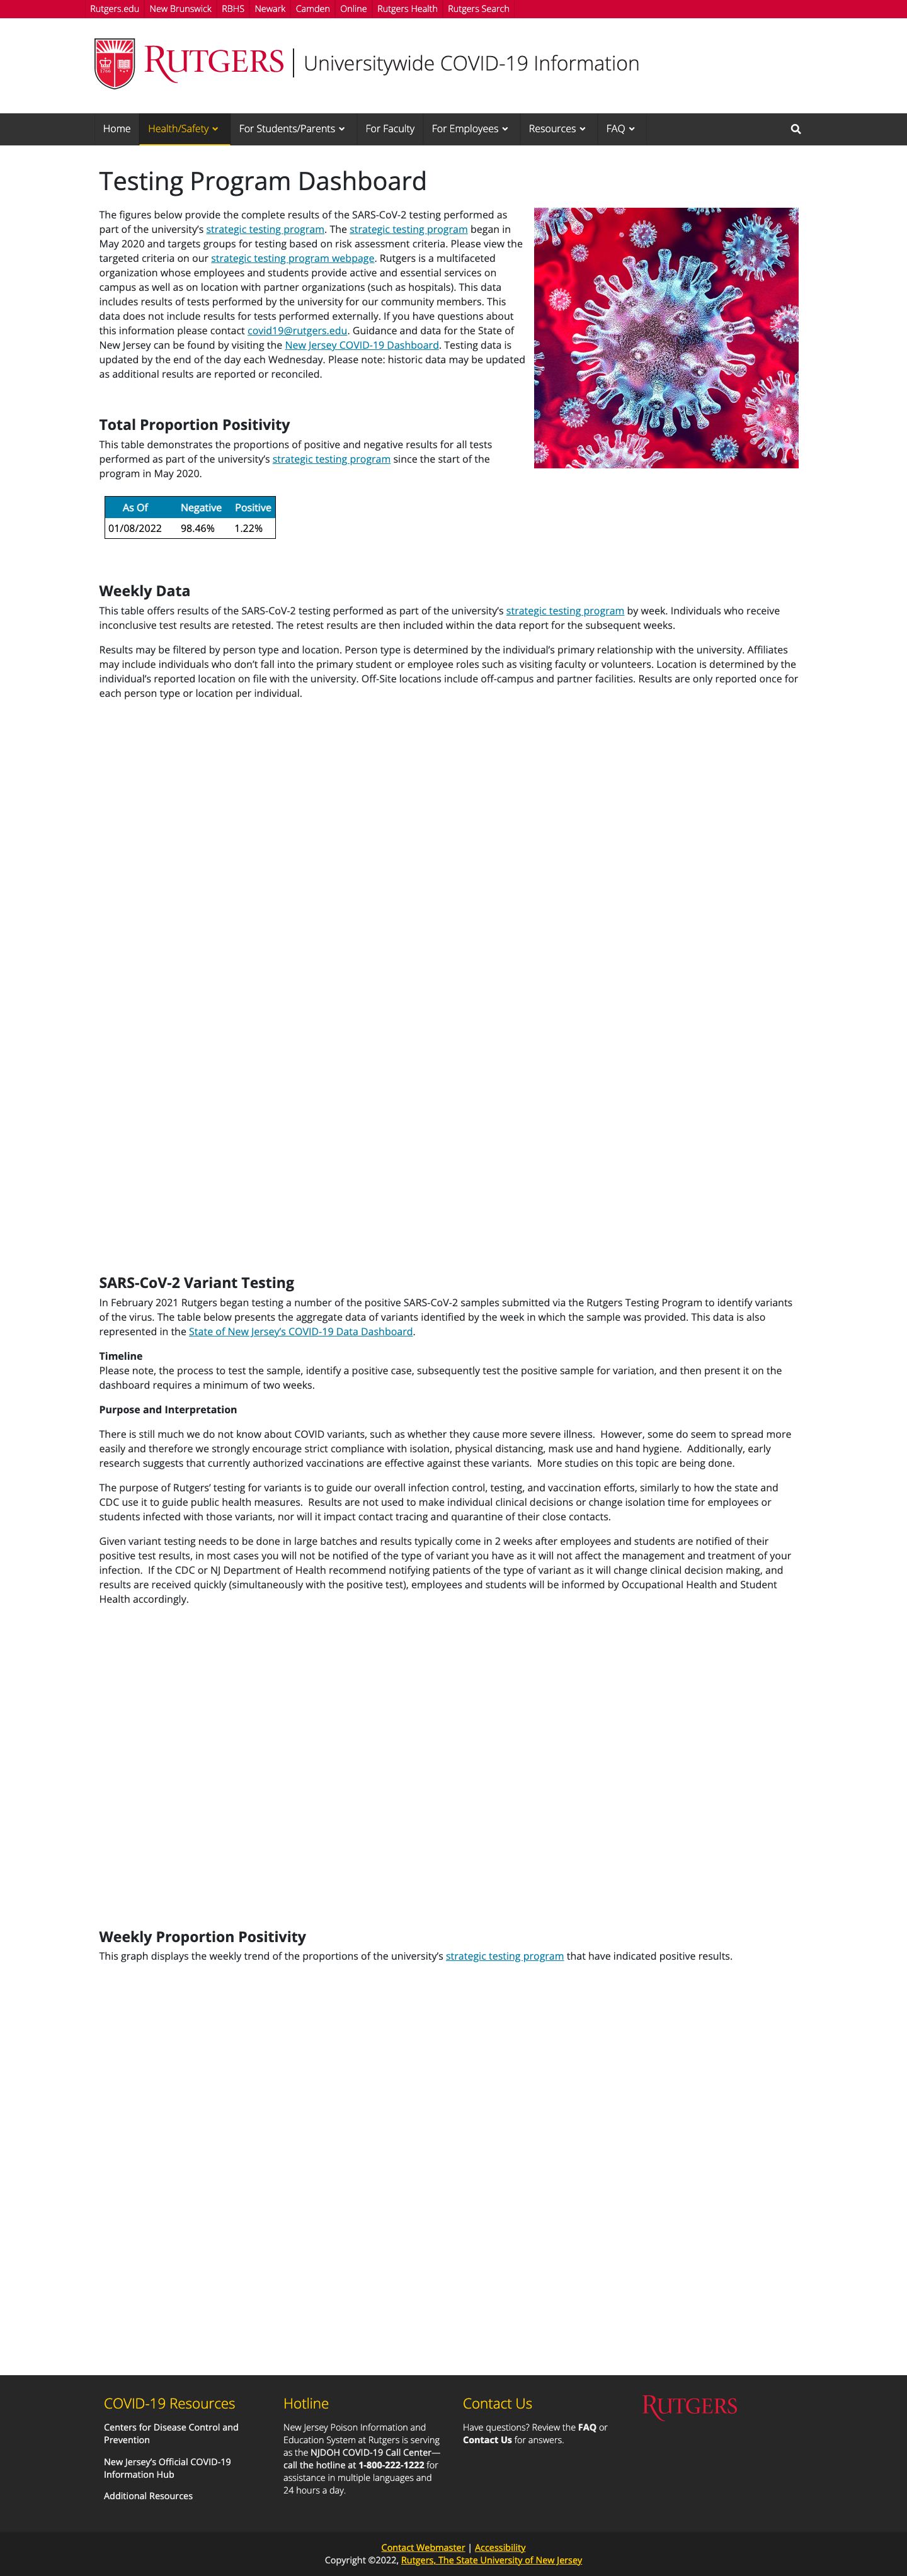 Rutgers.edu New Brunswick RBHS Newark Camden Online Rutgers Health Rutgers Search
1766
RUTGERS | Universitywide COVID-19 Information
Home Health/Safety For Students/Parents For Faculty For Employees Resources FAQ
Testing Program Dashboard
The figures below provide the complete results of the SARS-CoV-2 testing performed as
part of the university's strategic testing program. The strategic testing program began in
May 2020 and targets groups for testing based on risk assessment criteria. Please view the
targeted criteria on our strategic testing program webpage. Rutgers is a multifaceted
organization whose employees and students provide active and essential services on
campus as well as on location with partner organizations (such as hospitals). This data
includes results of tests performed by the university for our community members. This
data does not include results for tests performed externally. If you have questions about
this information please contact covid19@rutgers.edu. Guidance and data for the State of
New Jersey can be found by visiting the New Jersey COVID-19 Dashboard. Testing data is
updated by the end of the day each Wednesday. Please note: historic data may be updated
as additional results are reported or reconciled.
Total Proportion Positivity
This table demonstrates the proportions of positive and negative results for all tests
performed as part of the university's strategic testing program since the start of the
program in May 2020.
As Of Negative Positive
01/08/2022 98.46% 1.22%
Weekly Data
This table offers results of the SARS-CoV-2 testing performed as part of the university's strategic testing program by week. Individuals who receive
inconclusive test results are retested. The retest results are then included within the data report for the subsequent weeks.
Results may be filtered by person type and location. Person type is determined by the individual's primary relationship with the university. Affiliates
may include individuals who don't fall into the primary student or employee roles such as visiting faculty or volunteers. Location is determined by the
individual's reported location on file with the university. Off-Site locations include off-campus and partner facilities. Results are only reported once for
each person type or location per individual.
SARS-CoV-2 Variant Testing
In February 2021 Rutgers began testing a number of the positive SARS-CoV-2 samples submitted via the Rutgers Testing Program to identify variants
of the virus. The table below presents the aggregate data of variants identified by the week in which the sample was provided. This data is also
represented in the State of New Jersey's COVID-19 Data Dashboard.
Timeline
Please note, the process to test the sample, identify a positive case, subsequently test the positive sample for variation, and then present it on the
dashboard requires a minimum of two weeks.
Purpose and Interpretation
There is still much we do not know about COVID variants, such as whether they cause more severe illness. However, some do seem to spread more
easily and therefore we strongly encourage strict compliance with isolation, physical distancing, mask use and hand hygiene. Additionally, early
research suggests that currently authorized vaccinations are effective against these variants. More studies on this topic are being done.
The purpose of Rutgers' testing for variants is to guide our overall infection control, testing, and vaccination efforts, similarly to how the state and
CDC use it to guide public health measures. Results are not used to make individual clinical decisions or change isolation time for employees or
students infected with those variants, nor will it impact contact tracing and quarantine of their close contacts.
Given variant testing needs to be done in large batches and results typically come in 2 weeks after employees and students are notified of their
positive test results, in most cases you will not be notified of the type of variant you have as it will not affect the management and treatment of your
infection. If the CDC or NJ Department of Health recommend notifying patients of the type of variant as it will change clinical decision making, and
results are received quickly (simultaneously with the positive test), employees and students will be informed by Occupational Health and Student
Health accordingly.
Weekly Proportion Positivity
This graph displays the weekly trend of the proportions of the university's strategic testing program that have indicated positive results.
COVID-19 Resources
Centers for Disease Control and
Prevention
New Jersey's Official COVID-19
Information Hub
Additional Resources
Hotline
New Jersey Poison Information and
Education System at Rutgers is serving
as the NJDOH COVID-19 Call Center—
call the hotline at 1-800-222-1222 for
assistance in multiple languages and
24 hours a day.
Contact Us
Have questions? Review the FAQ or
Contact Us for answers.
RUTGERS
Contact Webmaster | Accessibility
Copyright ©2022, Rutgers, The State University of New Jersey